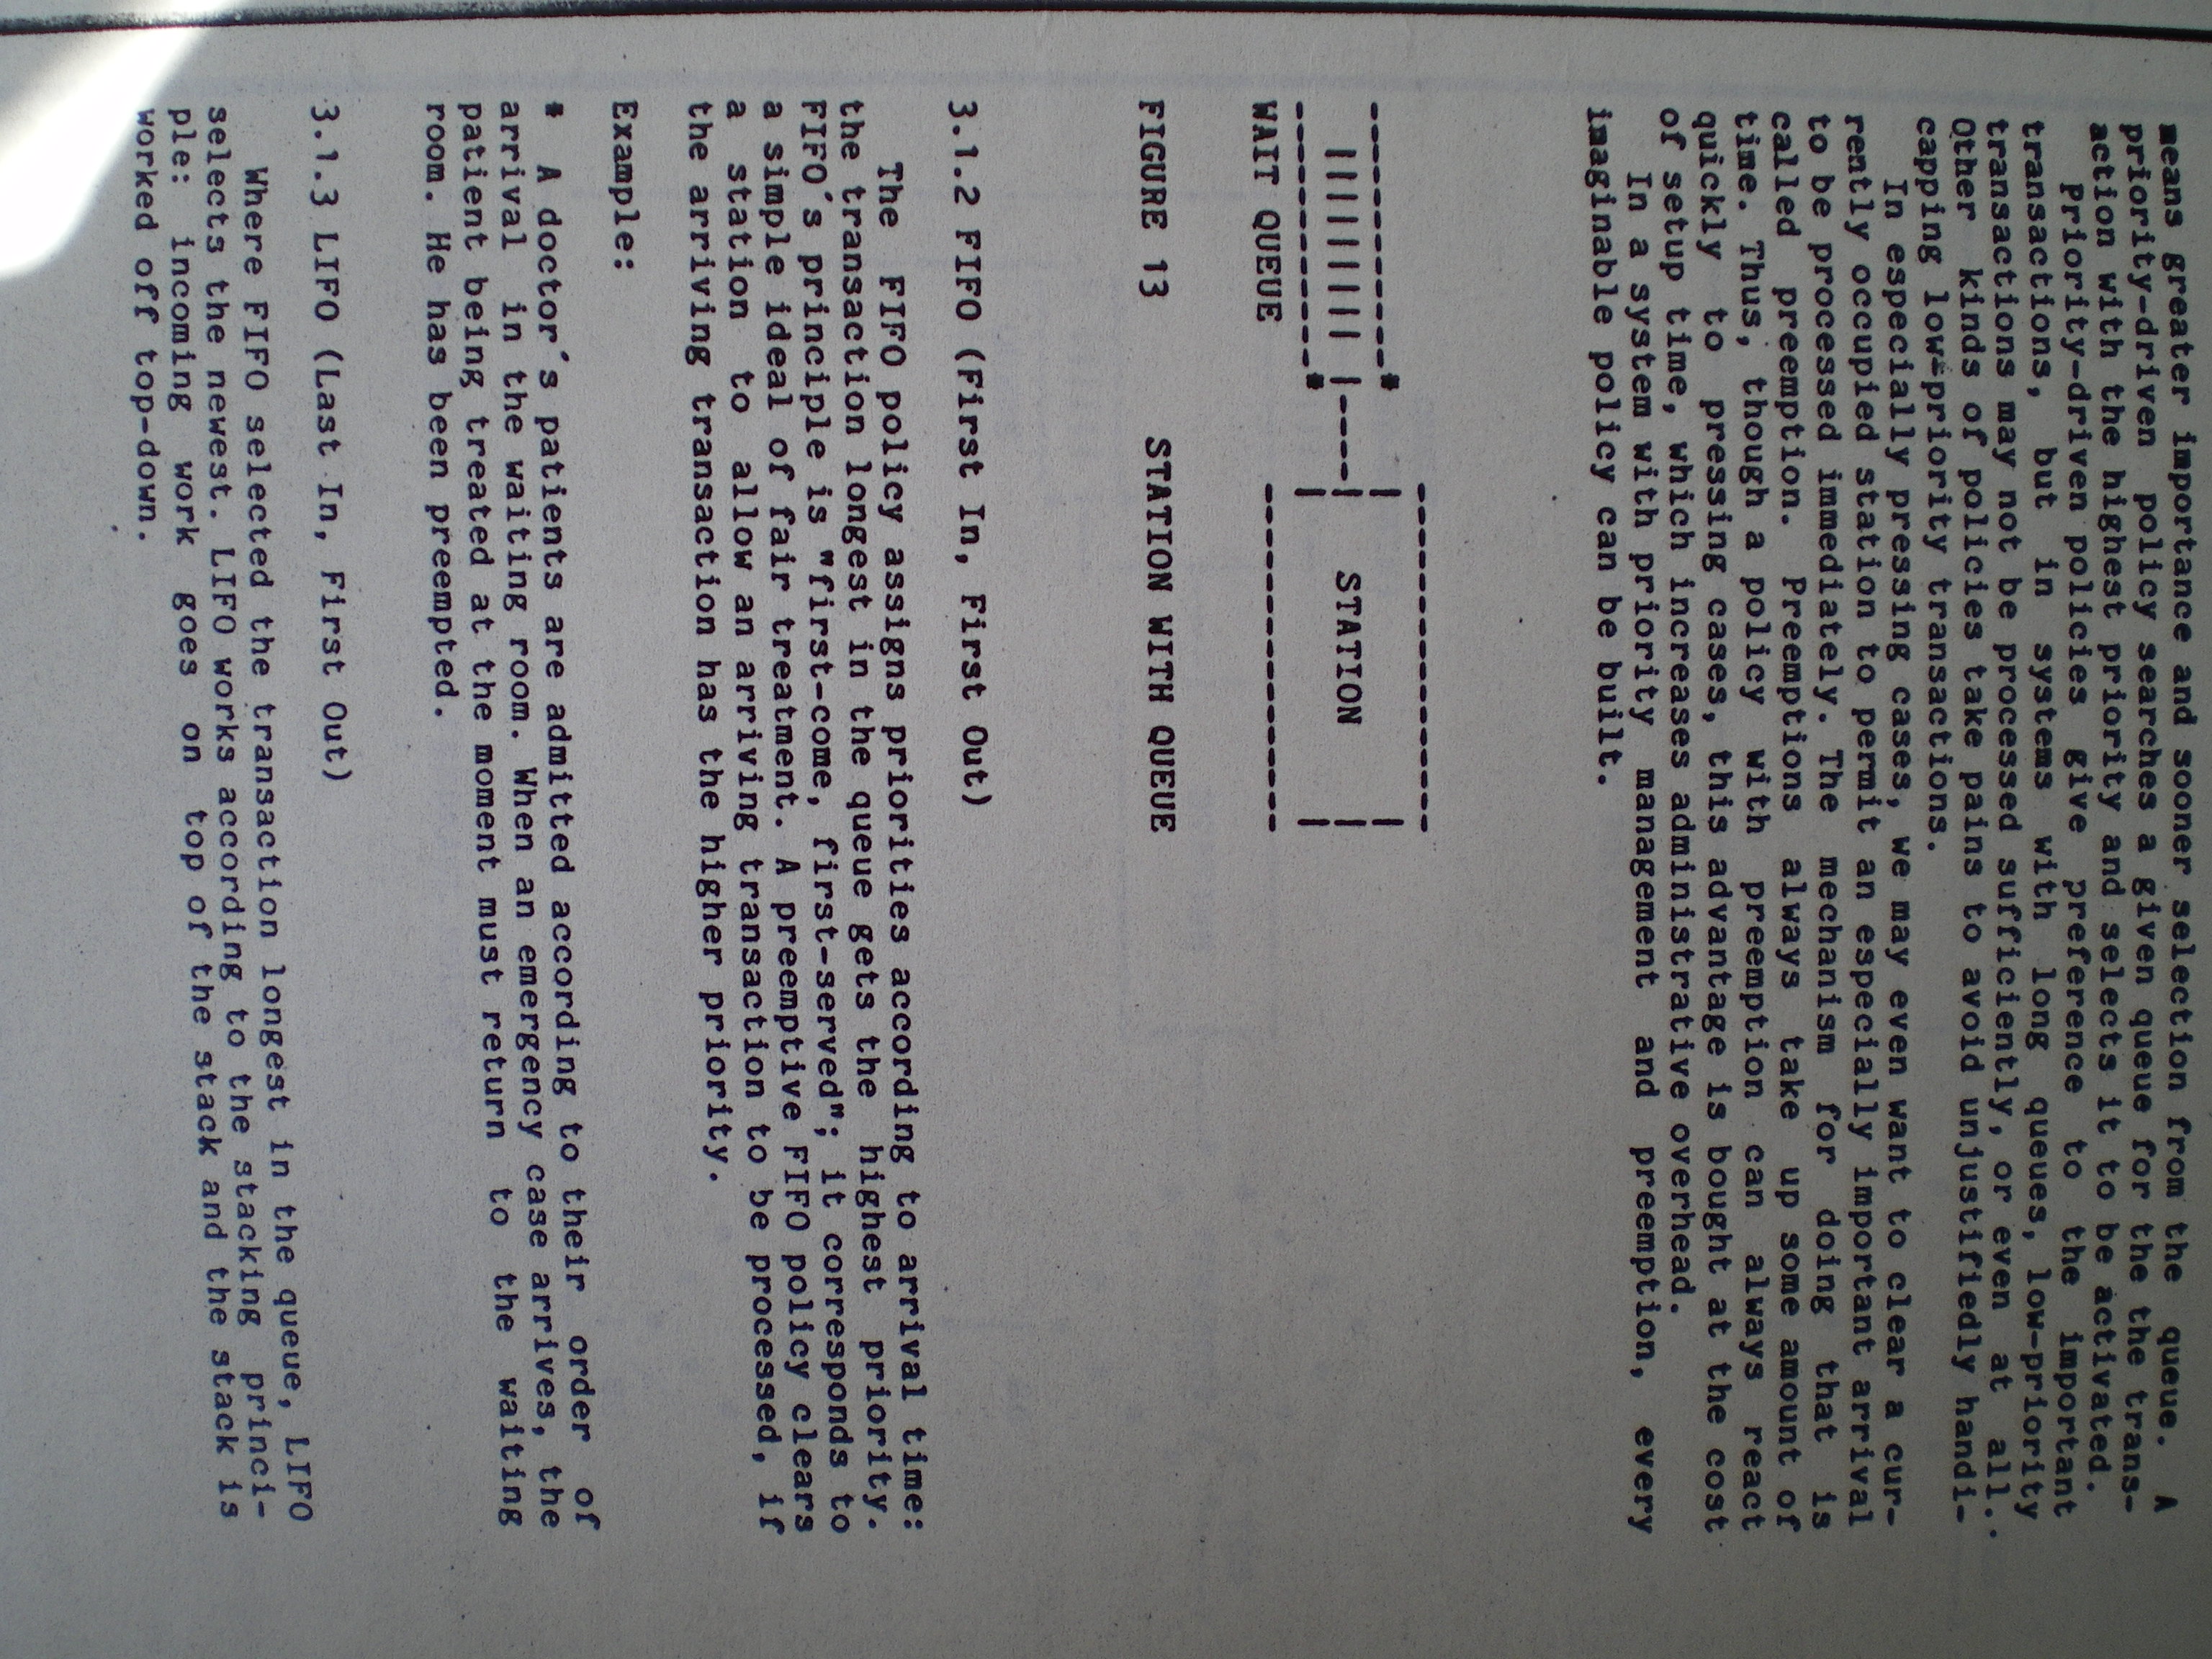 means greater importance and sooner selection from the queue. A
priority-driven policy searches a given queue for the the trans-
action with the highest priority and selects it to be activated.
Priority-driven policies give preference to the important
transactions, but in systems with long queues, low-priority
transactions may not be processed sufficiently, or even at all..
Other kinds of policies take pains to avoid unjustifiedly handi-
capping low-priority transactions.
In especially pressing cases, we may even want to clear a cur-
rently occupied station to permit an especially important arrival
to be processed immediately. The mechanism for doing that is
called preemption. Preemptions always take up some amount of
time. Thus, though a policy with preemption can always react
quickly to pressing cases, this advantage is bought at the cost
of setup time, which increases administrative overhead.
In a system with priority management and preemption, every
imaginable policy can be built.
STATION
WAIT QUEUE
FIGURE 13 STATION WITH QUEUE
3.1.2 FIFO (First In, First Out)
The FIFO policy assigns priorities according to arrival time:
the transaction longest in the queue gets the highest priority.
FIFO´s principle is "first-come, first-served"; it corresponds to
a simple ideal of fair treatment. A preemptive FIFO policy clears
a station to allow an arriving transaction to be processed, if
the arriving transaction has the higher priority.
Example:
* A doctor´s patients are admitted according to their order of
arrival in the waiting room. When an emergency case arrives, the
patient being treated at the moment must return to the waiting
room. He has been preempted.
3.1.3 LIFO (Last In, First Out)
Where FIFO selected the transaction longest in the queue, LIFO
selects the newest. LIFO works according to the stacking princi-
ple: incoming work goes on top of the stack and the stack is
worked off top-down.